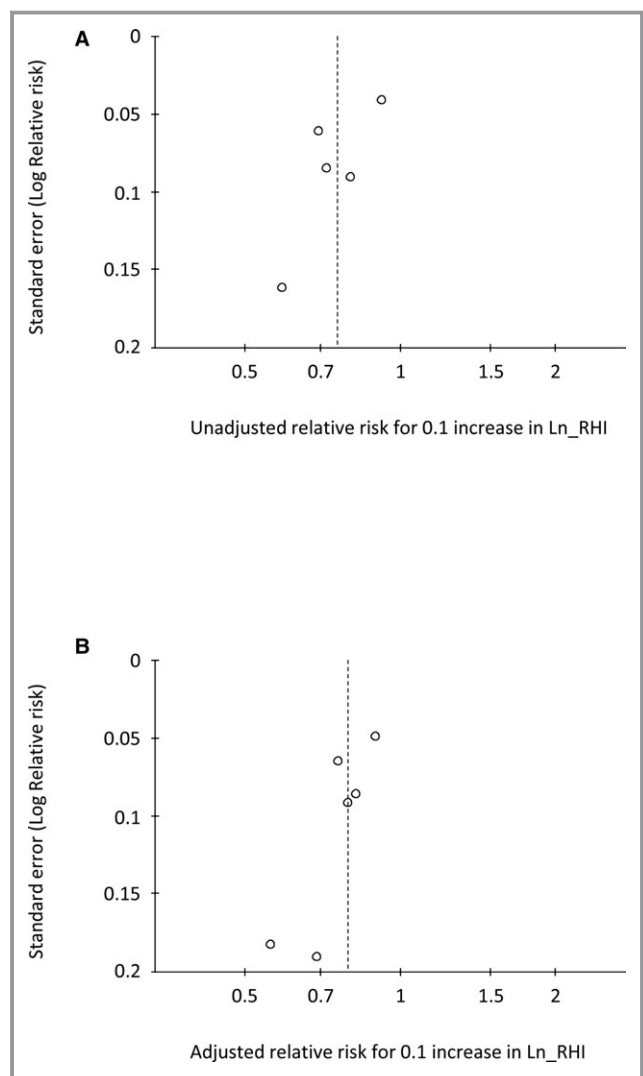 A
Standard error (Log Relative risk)
0
0.05
0.1
0.15
0.2
0.5 0.7 1 1.5 2
Unadjusted relative risk for 0.1 increase in Ln_RHI
B
Standard error (Log Relative risk)
0
0.05
0.1
0.15
0.2
0.5 0.7 1 1.5 2
Adjusted relative risk for 0.1 increase in Ln_RHI